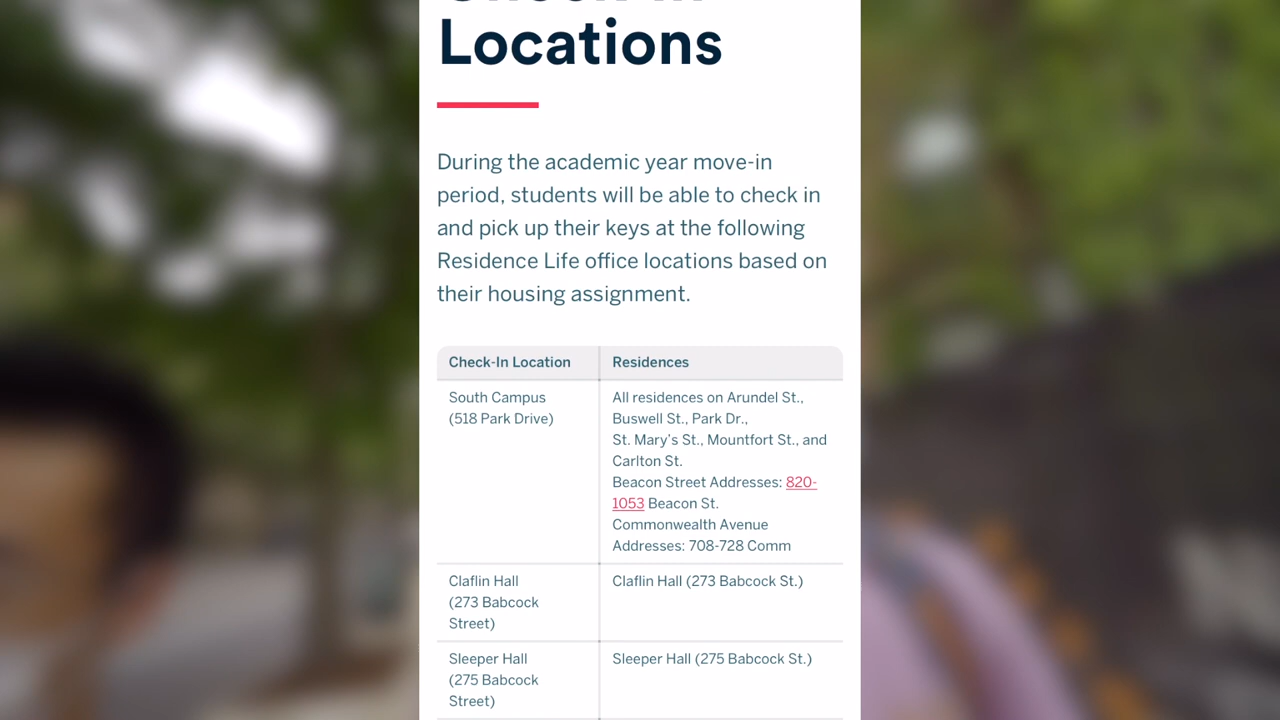 Locations
During the academic year move-in
period, students will be able to check in
and pick up their keys at the following
Residence Life office locations based on
their housing assignment.
Check-In Location
Residences
South Campus
(518 Park Drive)
All residences on Arundel St.,
Buswell St., Park Dr.,
St. Mary's St., Mountfort St., and
Carlton St.
Beacon Street Addresses: 820-
1053 Beacon St.
Commonwealth Avenue
Addresses: 708-728 Comm
Claflin Hall
(273 Babcock
Street)
Claflin Hall (273 Babcock St.)
Sleeper Hall
(275 Babcock
Street)
Sleeper Hall (275 Babcock St.)